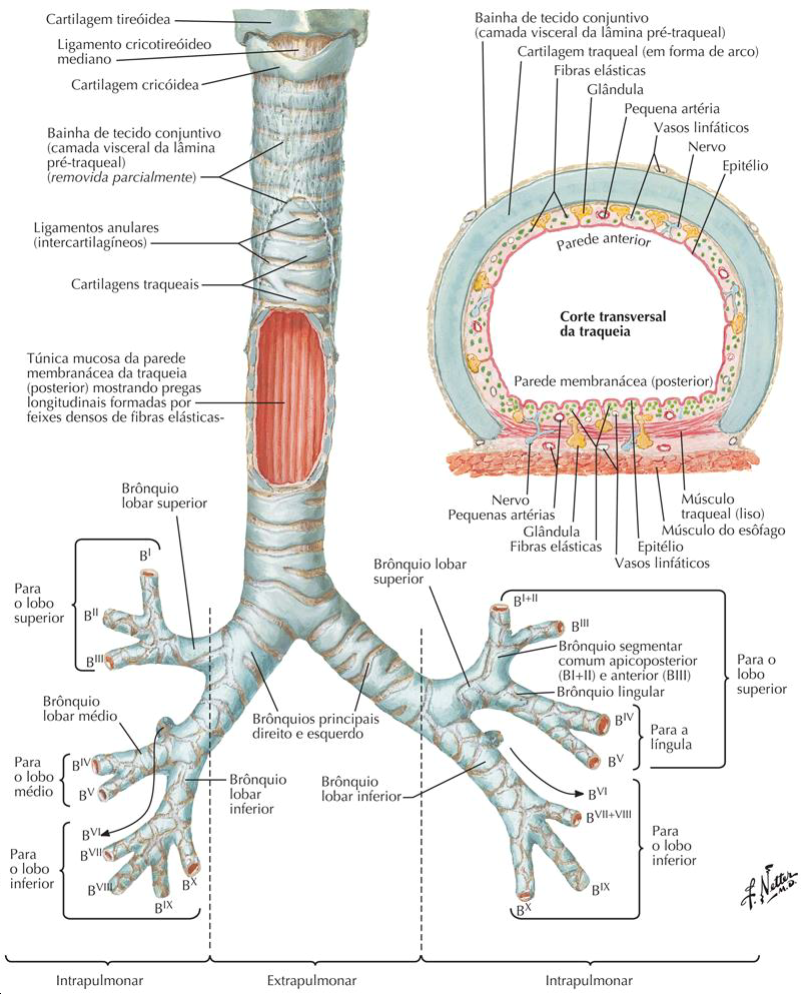 Cartilagem tireóidea
Ligamento cricotireóideo
mediano
Cartilagem cricóidea
Bainha de tecido conjuntivo
(camada visceral da lâmina
pré-traqueal)
(removida parcialmente)
Ligamentos anulares
(intercartilagíneos)
Cartilagens traqueais
Túnica mucosa da parede
membranácea da traqueia
(posterior) mostrando pregas
longitudinais formadas por
feixes densos de fibras elásticas-
Bainha de tecido conjuntivo
(camada visceral da lâmina pré-traqueal)
Cartilagem traqueal (em forma de arco)
Fibras elásticas
Glândula
Pequena artéria
Vasos linfáticos
Nervo
Epitélio
Parede anterior
Corte transversal
da traqueia
Parede membranácea (posterior)
Nervo
Pequenas artérias
Glândula
Fibras elásticas
Músculo
traqueal (liso)
Músculo do esôfago
Epitélio
Vasos linfáticos
Brônquio
lobar superior
BI
BII
BIII
Para
o lobo
superior
Brônquio
lobar médio
Para
o lobo
médio
BIV
BV
Para
o lobo
inferior
BVI
BVII
BVIII
BIX
BX
Brônquios principais
direito e esquerdo
Brônquio
lobar
inferior
Brônquio
lobar inferior
Brônquio lobar
superior
BI+II
BIII
Brônquio segmentar
comum apicoposterior
(BI+II) e anterior (BIII)
Brônquio lingular
BIV
BV
Para a
língula
Para o
lobo
superior
BVI
BVII+VIII
BIX
BX
Para
o lobo
inferior
F. Netter
M.D.
Intrapulmonar
Extrapulmonar
Intrapulmonar